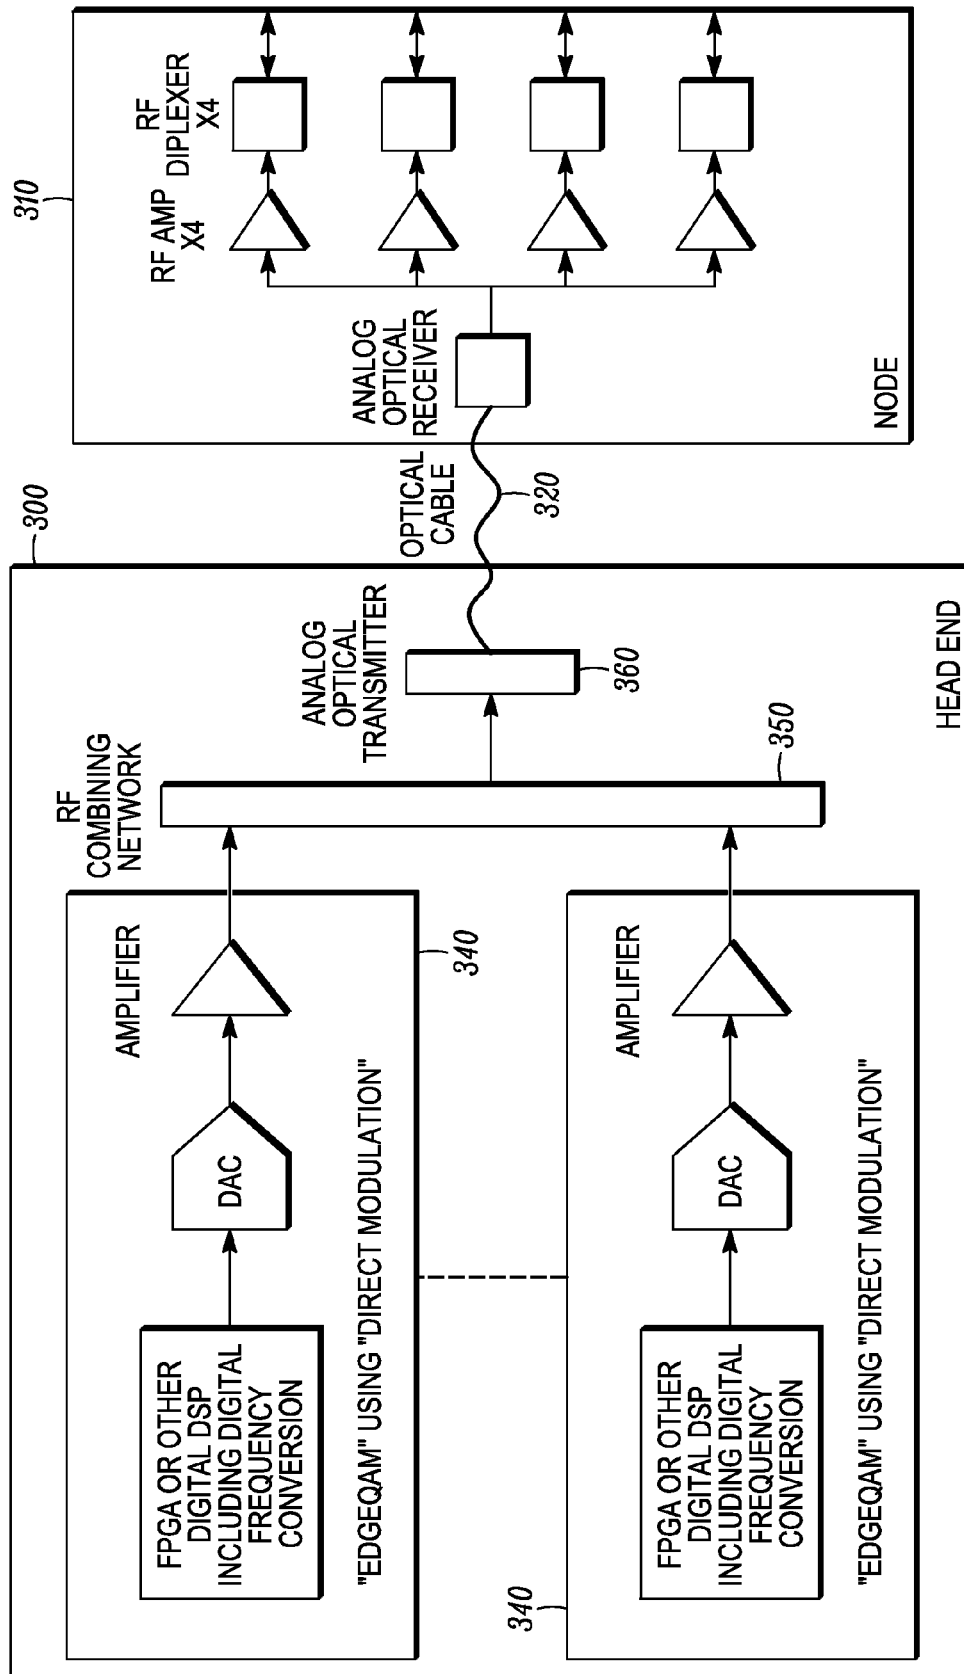 300
HEAD END
340
"EDGEQAM" USING "DIRECT MODULATION"
FPGA OR OTHER
DIGITAL DSP
INCLUDING DIGITAL
FREQUENCY
CONVERSION
DAC
AMPLIFIER
340
"EDGEQAM" USING "DIRECT MODULATION"
FPGA OR OTHER
DIGITAL DSP
INCLUDING DIGITAL
FREQUENCY
CONVERSION
DAC
AMPLIFIER
RF
COMBINING
NETWORK
350
ANALOG
OPTICAL
TRANSMITTER
360
OPTICAL
CABLE
320
310
NODE
ANALOG
OPTICAL
RECEIVER
RF AMP
X4
RF
DIPLEXER
X4